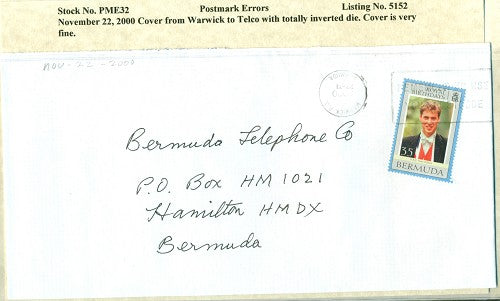 Stock No. PME32 Postmark Errors Listing No. 5152
November 22, 2000 Cover from Warwick to Telco with totally inverted die. Cover is very
fine.
NOV-22-2000
ROYAL
BIRTHDAYS
35c
BERMUDA
Bermuda Telephone Co
P.O. Box HM 1021
Hamilton HMDX
Bermuda